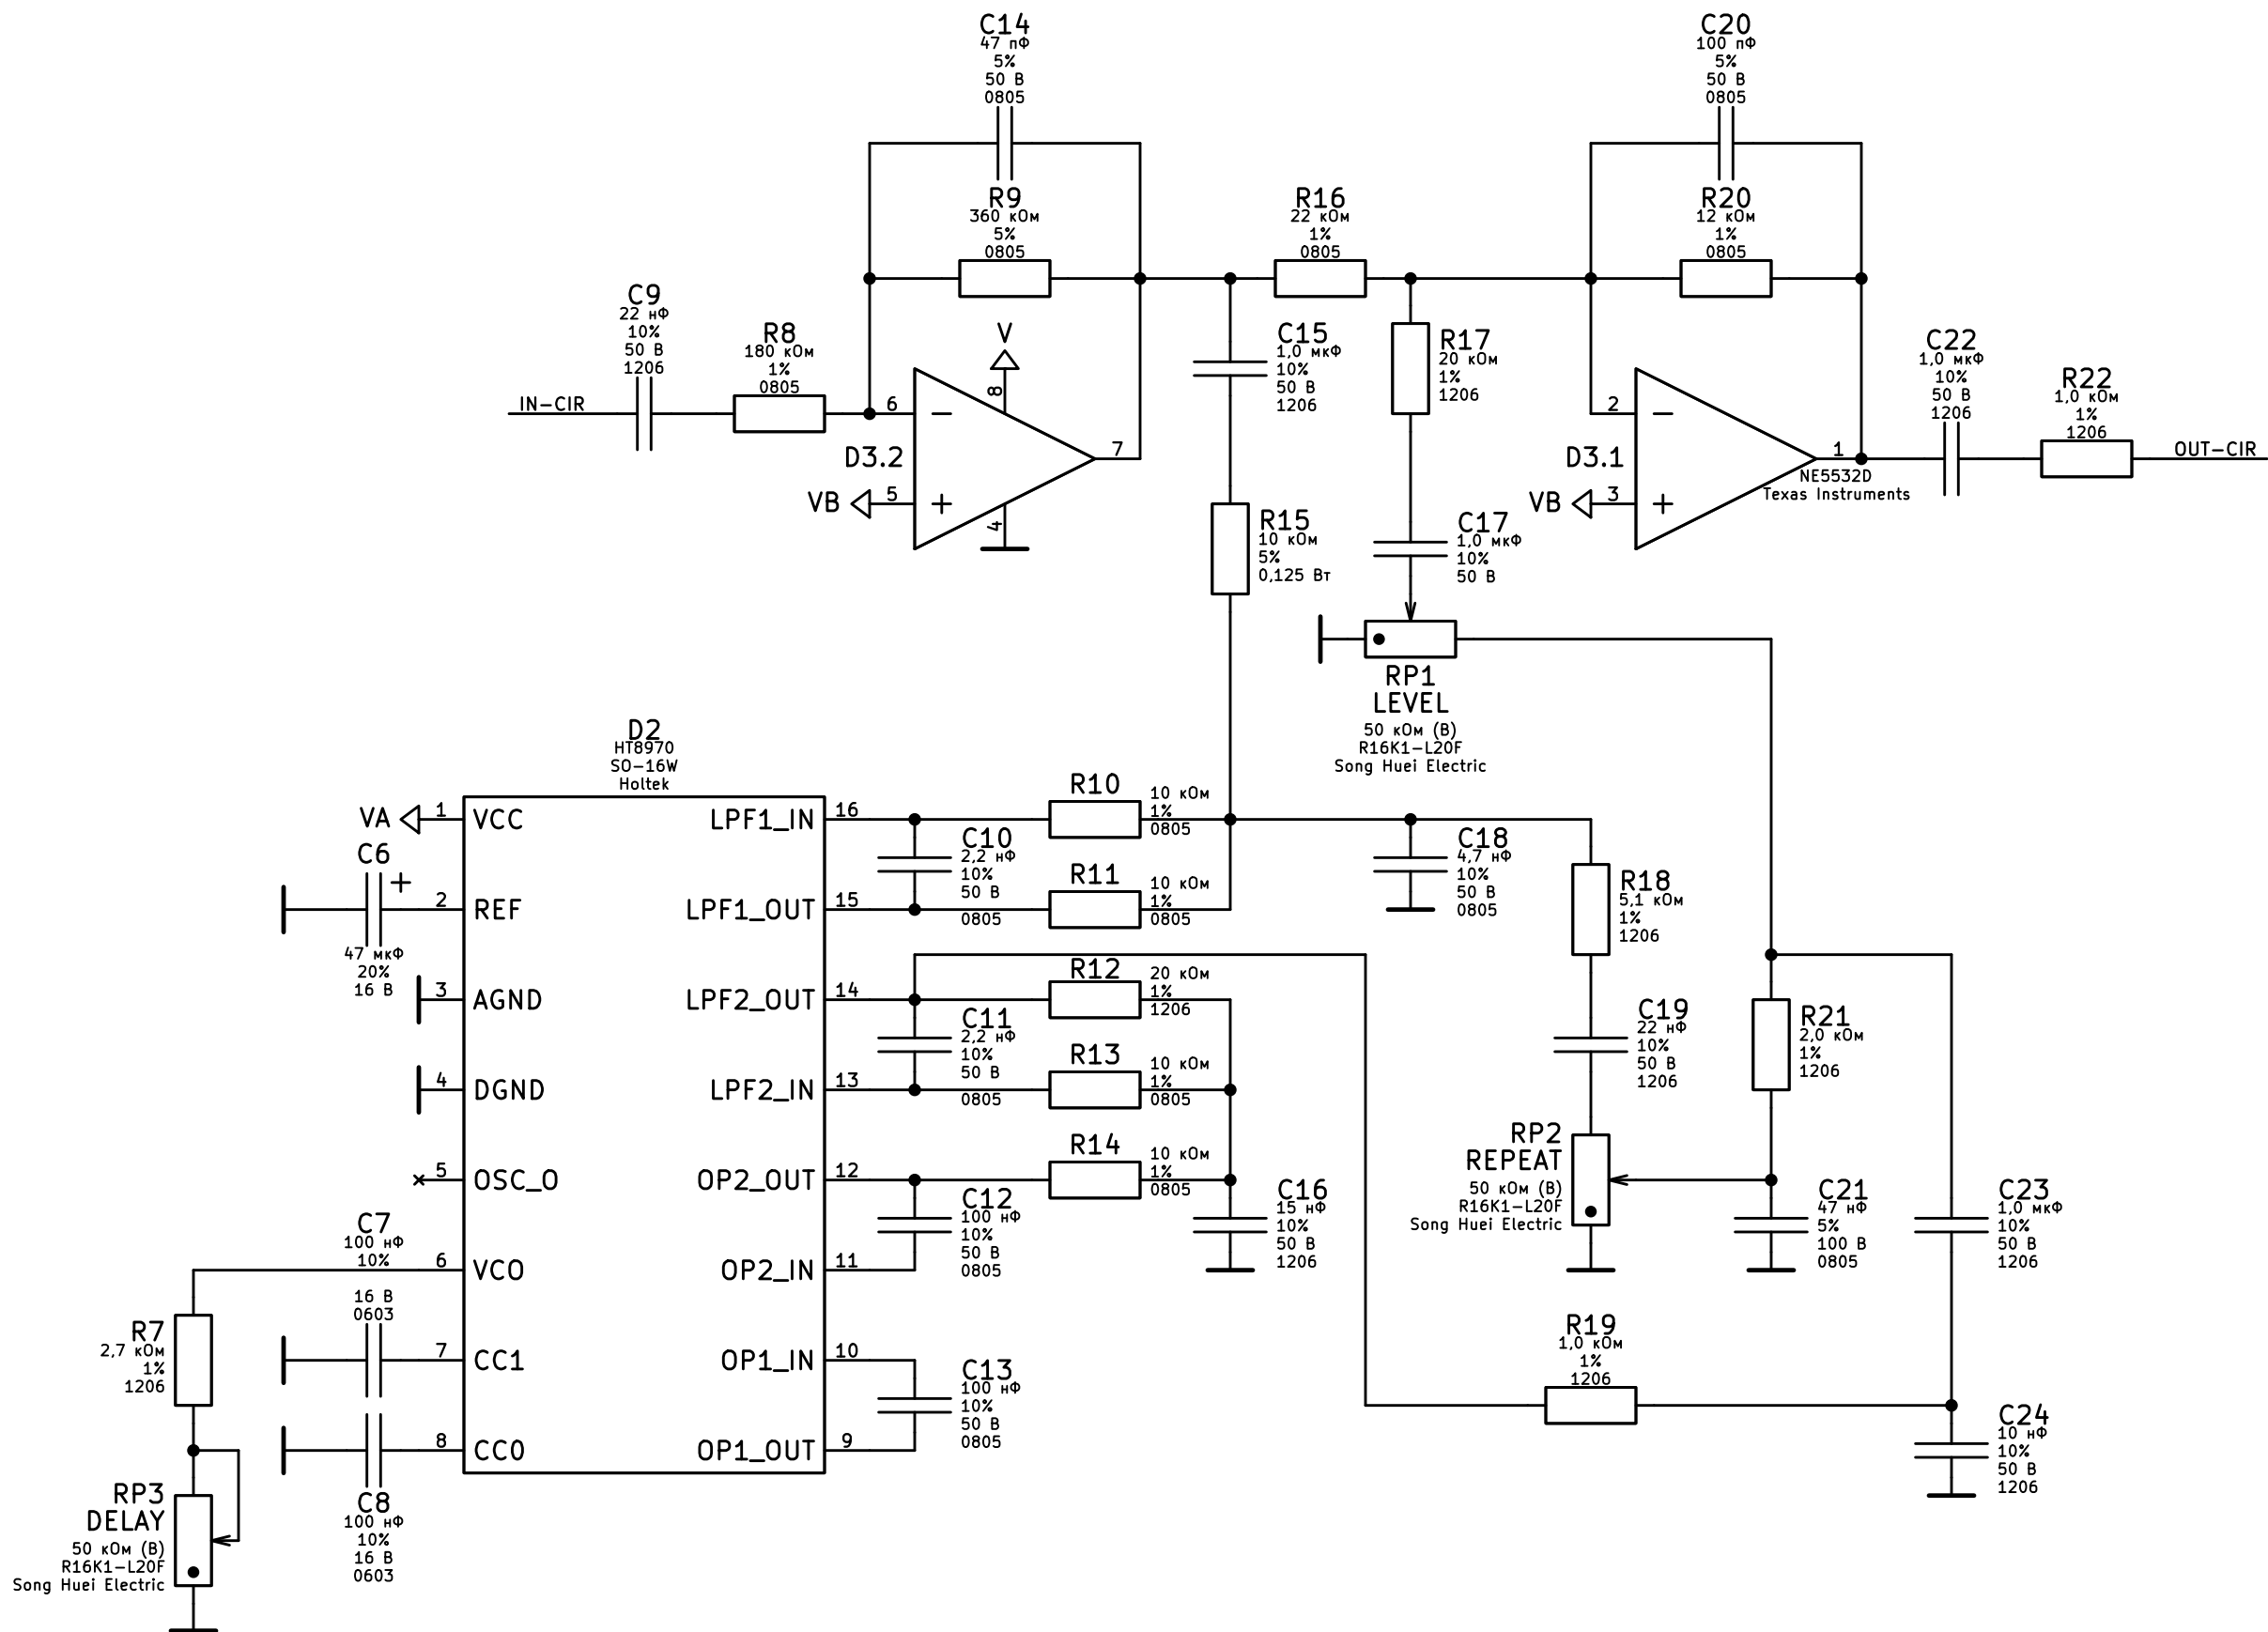 C14
47 пФ
5%
50 В
0805
C20
100 пФ
5%
50 В
0805
R9
360 кОм
5%
0805
R16
22 кОм
1%
0805
R20
12 кОм
1%
0805
C9
22 нФ
10%
50 В
1206
R8
180 кОм
1%
0805
IN-CIR
V
8
6
−
D3.2
7
VB
5
+
4
C15
1,0 мкФ
10%
50 В
1206
R17
20 кОм
1%
1206
R15
10 кОм
5%
0,125 Вт
C17
1,0 мкФ
10%
50 В
2
−
D3.1
1
NE5532D
Texas Instruments
VB
3
+
C22
1,0 мкФ
10%
50 В
1206
R22
1,0 кОм
1%
1206
OUT-CIR
RP1
LEVEL
50 кОм (B)
R16K1-L20F
Song Huei Electric
D2
HT8970
SO-16W
Holtek
VA
1
VCC
C6
+
47 мкФ
20%
16 В
2
REF
3
AGND
4
DGND
5
OSC_O
C7
100 нФ
10%
16 В
0603
6
VCO
7
CC1
8
CC0
C8
100 нФ
10%
16 В
0603
R7
2,7 кОм
1%
1206
RP3
DELAY
50 кОм (B)
R16K1-L20F
Song Huei Electric
LPF1_IN
16
LPF1_OUT
15
LPF2_OUT
14
LPF2_IN
13
OP2_OUT
12
OP2_IN
11
OP1_IN
10
OP1_OUT
9
R10
10 кОм
1%
0805
C10
2,2 нФ
10%
50 В
0805
R11
10 кОм
1%
0805
R12
20 кОм
1%
1206
C11
2,2 нФ
10%
50 В
0805
R13
10 кОм
1%
0805
R14
10 кОм
1%
0805
C12
100 нФ
10%
50 В
0805
C13
100 нФ
10%
50 В
0805
C16
15 нФ
10%
50 В
1206
C18
4,7 нФ
10%
50 В
0805
R18
5,1 кОм
1%
1206
C19
22 нФ
10%
50 В
1206
RP2
REPEAT
50 кОм (B)
R16K1-L20F
Song Huei Electric
R21
2,0 кОм
1%
1206
C21
47 нФ
5%
100 В
0805
C23
1,0 мкФ
10%
50 В
1206
R19
1,0 кОм
1%
1206
C24
10 нФ
10%
50 В
1206